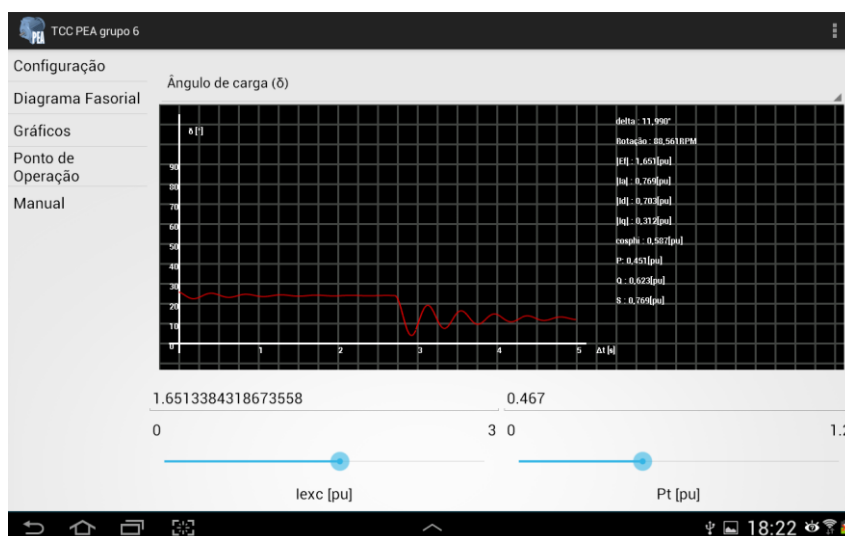 TCC PEA grupo 6
PEA
Configuração
Diagrama Fasorial
Gráficos
Ponto de
Operação
Manual
Ângulo de carga (δ)
δ [°]
90
80
70
60
50
40
30
20
10
0
1
2
3
4
5
Δt [s]
delta : 11,990°
Rotação : 88,561RPM
|Ef| : 1,651[pu]
|Ia| : 0,769[pu]
|Id| : 0,703[pu]
|Iq| : 0,312[pu]
cosphi : 0,587[pu]
P: 0,451[pu]
Q : 0,623[pu]
S : 0,769[pu]
1.6513384318673558
0.467
0
3
0
1.2
Iexc [pu]
Pt [pu]
18:22